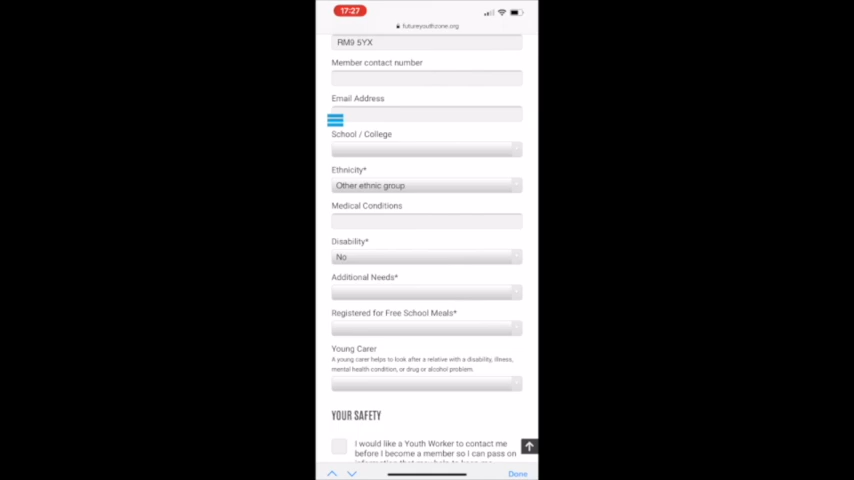 17:27
futureyouthzone.org
RM9 5YX
Member contact number
Email Address
School / College
Ethnicity*
Other ethnic group
Medical Conditions
Disability*
No
Additional Needs*
Registered for Free School Meals*
Young Carer
A young carer helps to look after a relative with a disability, illness,
mental health condition, or drug or alcohol problem.
YOUR SAFETY
I would like a Youth Worker to contact me
before I become a member so I can pass on
Done